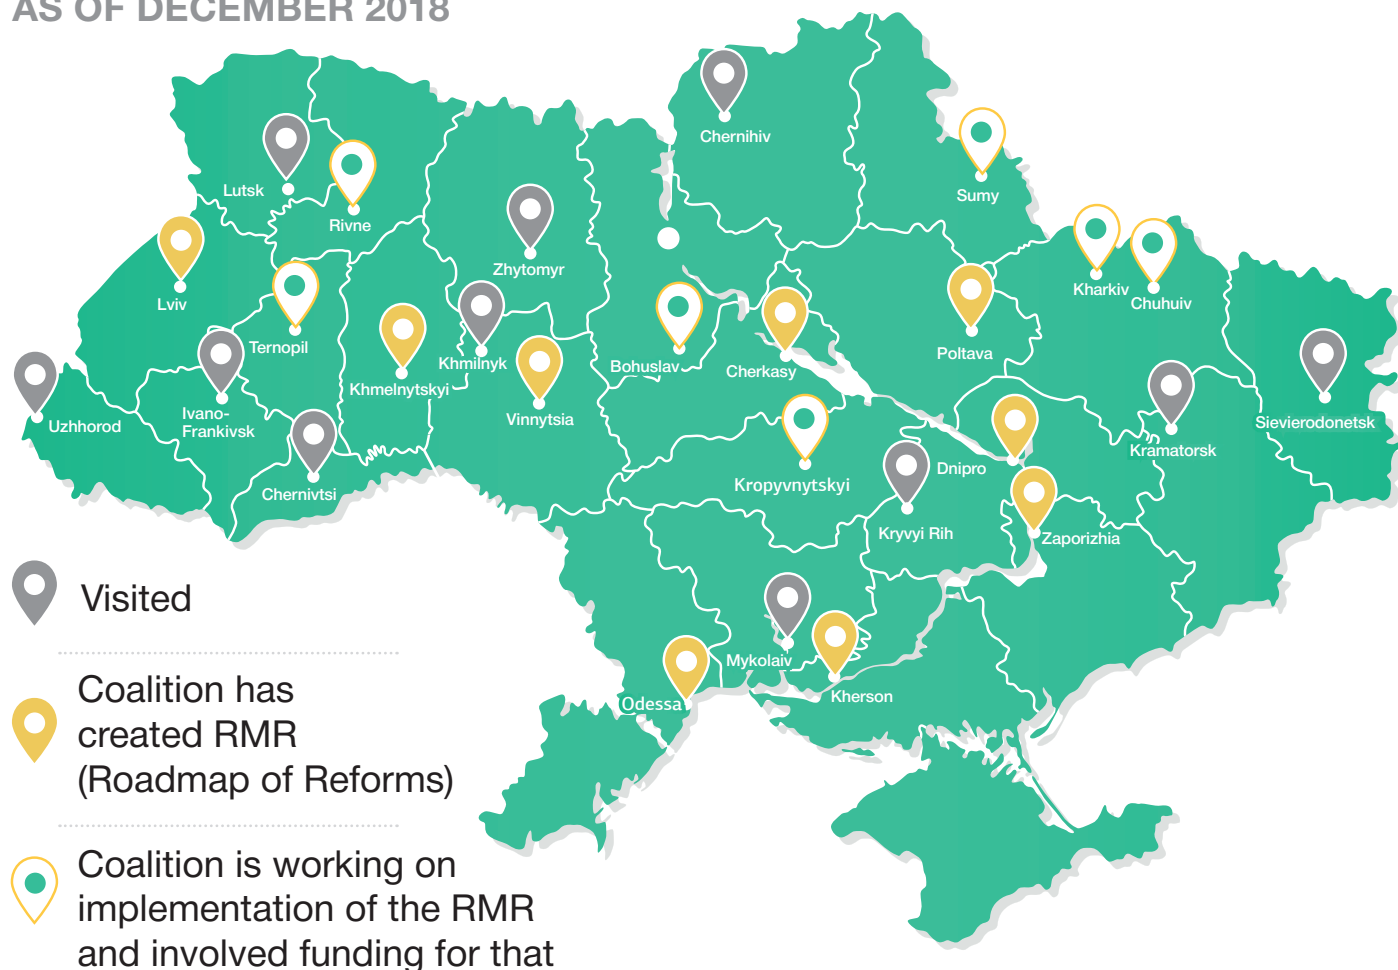 AS OF DECEMBER 2018
Chernihiv
Lutsk
Rivne
Sumy
Zhytomyr
Lviv
Kharkiv
Chuhuiv
Ternopil
Khmilnyk
Khmelnytskyi
Bohuslav
Cherkasy
Poltava
Uzhhorod
Ivano-
Frankivsk
Vinnytsia
Sievierodonetsk
Kramatorsk
Chernivtsi
Kropyvnytskyi
Dnipro
Kryvyi Rih
Zaporizhia
Mykolaiv
Kherson
Odessa
Visited
Coalition has
created RMR
(Roadmap of Reforms)
Coalition is working on
implementation of the RMR
and involved funding for that